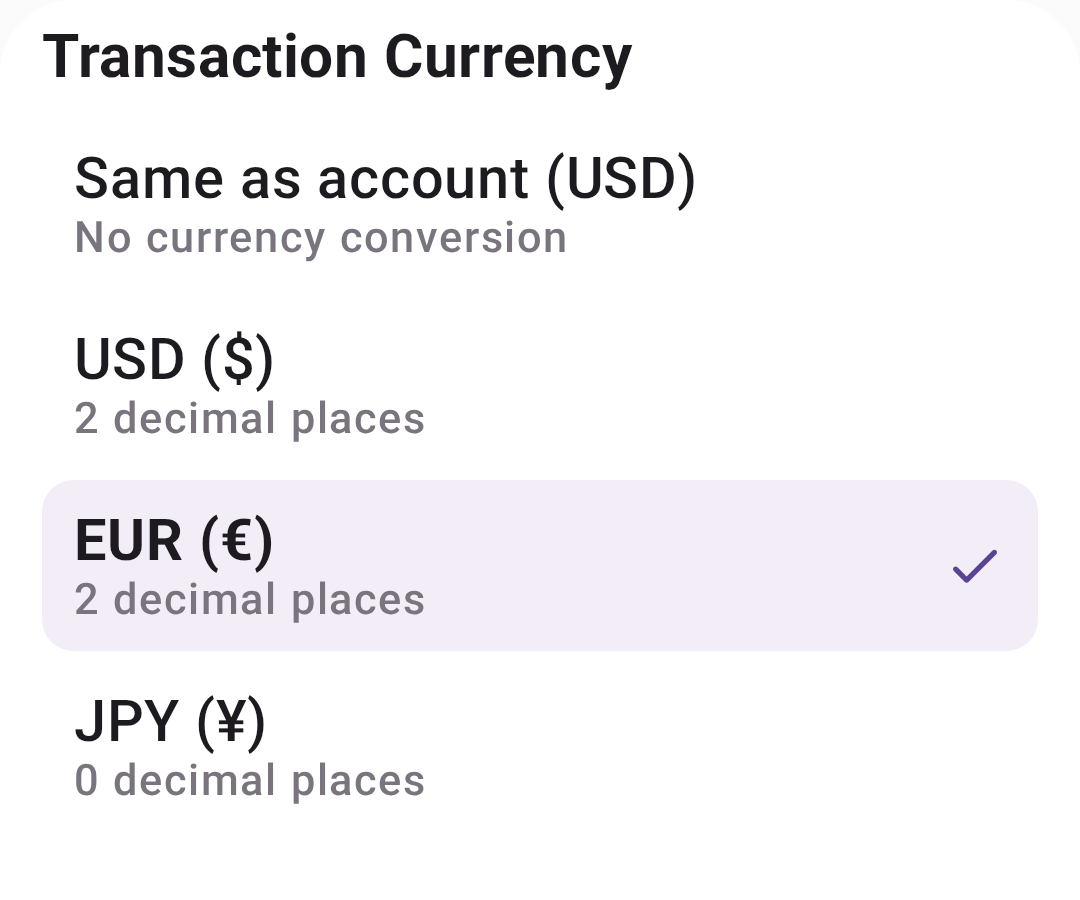 Transaction Currency
Same as account (USD)
No currency conversion
USD ($)
2 decimal places
EUR (€)
2 decimal places
JPY (¥)
0 decimal places